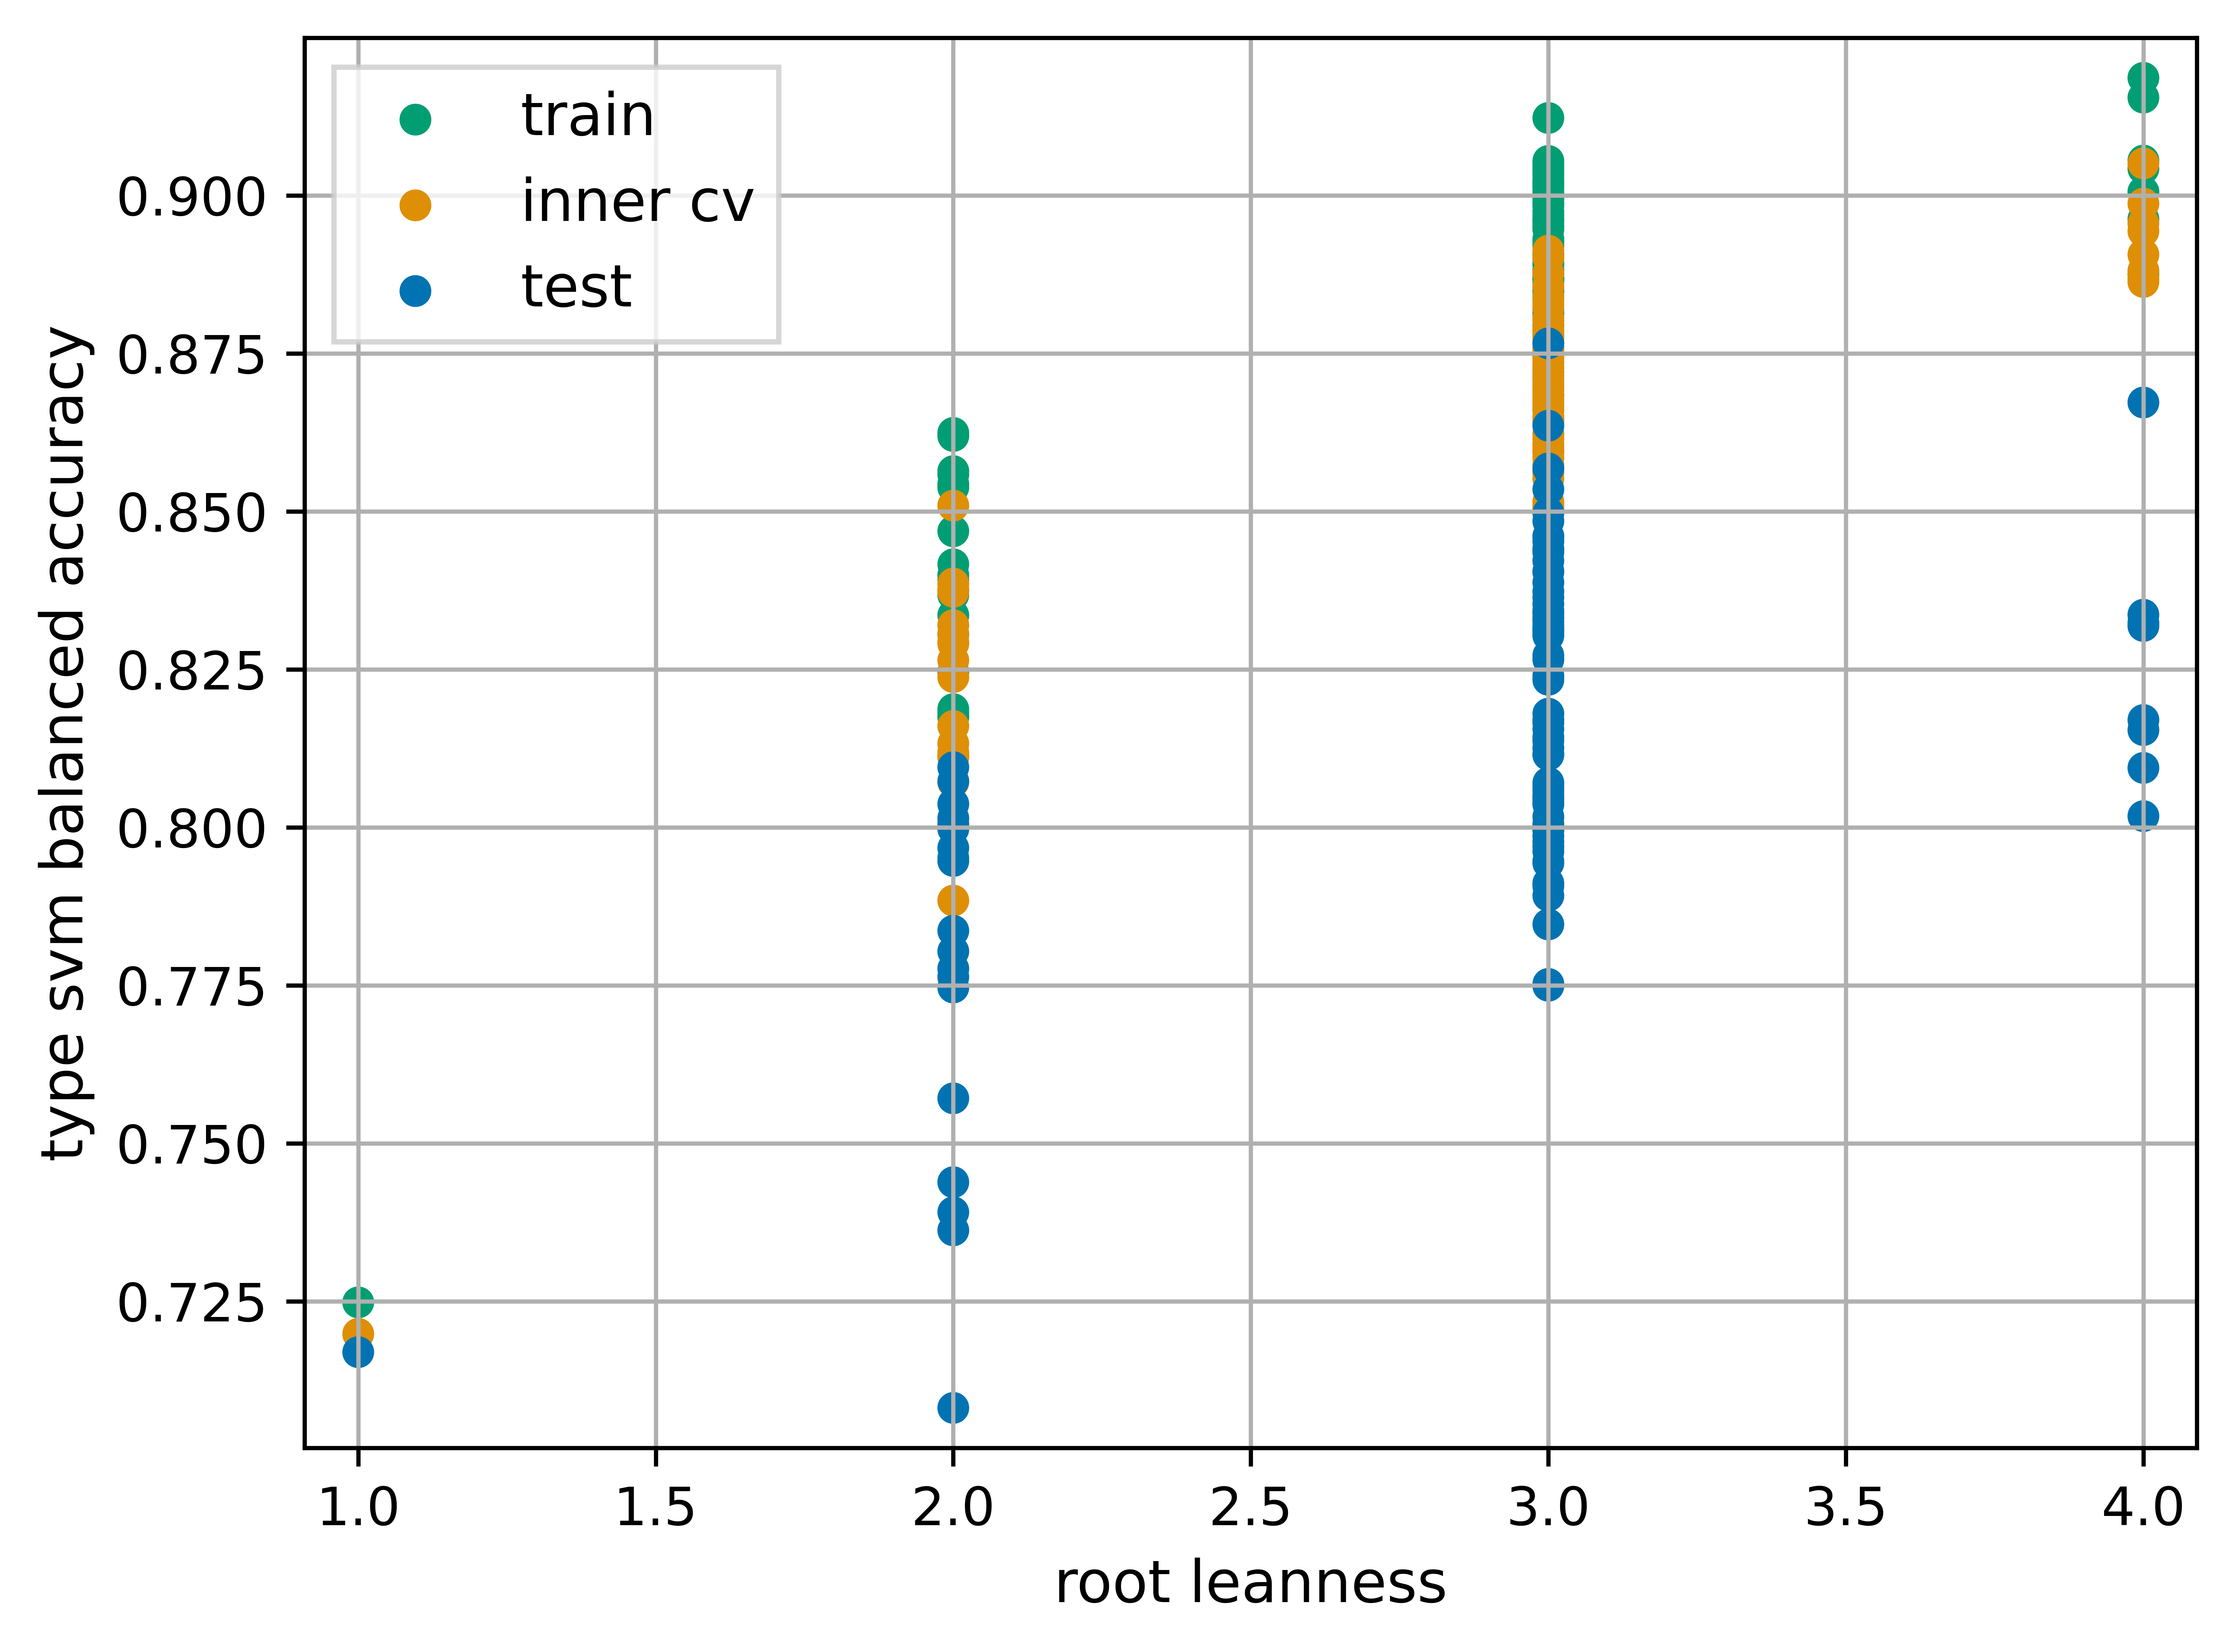 train
inner cv
test
0.900
0.875
0.850
0.825
0.800
0.775
0.750
0.725
type svm balanced accuracy
1.0 1.5 2.0 2.5 3.0 3.5 4.0
root leanness